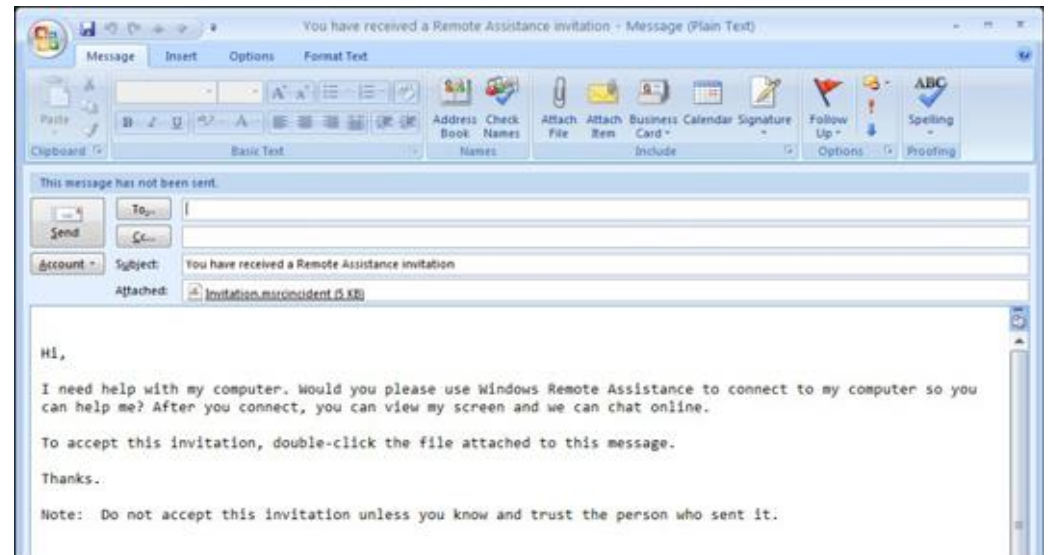 You have received a Remote Assistance invitation - Message (Plain Text)
Message Insert Options Format Text
Paste
B I U A
Address Book
Check Names
Attach File
Attach Item
Business Card
Calendar
Signature
Follow Up
ABC
Spelling
Clipboard
Basic Text
Names
Include
Options
Proofing
This message has not been sent.
Send
To...
Cc...
Account
Subject: You have received a Remote Assistance invitation
Attached: Invitation.msrcincident (5 KB)
Hi,
I need help with my computer. Would you please use Windows Remote Assistance to connect to my computer so you
can help me? After you connect, you can view my screen and we can chat online.
To accept this invitation, double-click the file attached to this message.
Thanks.
Note: Do not accept this invitation unless you know and trust the person who sent it.